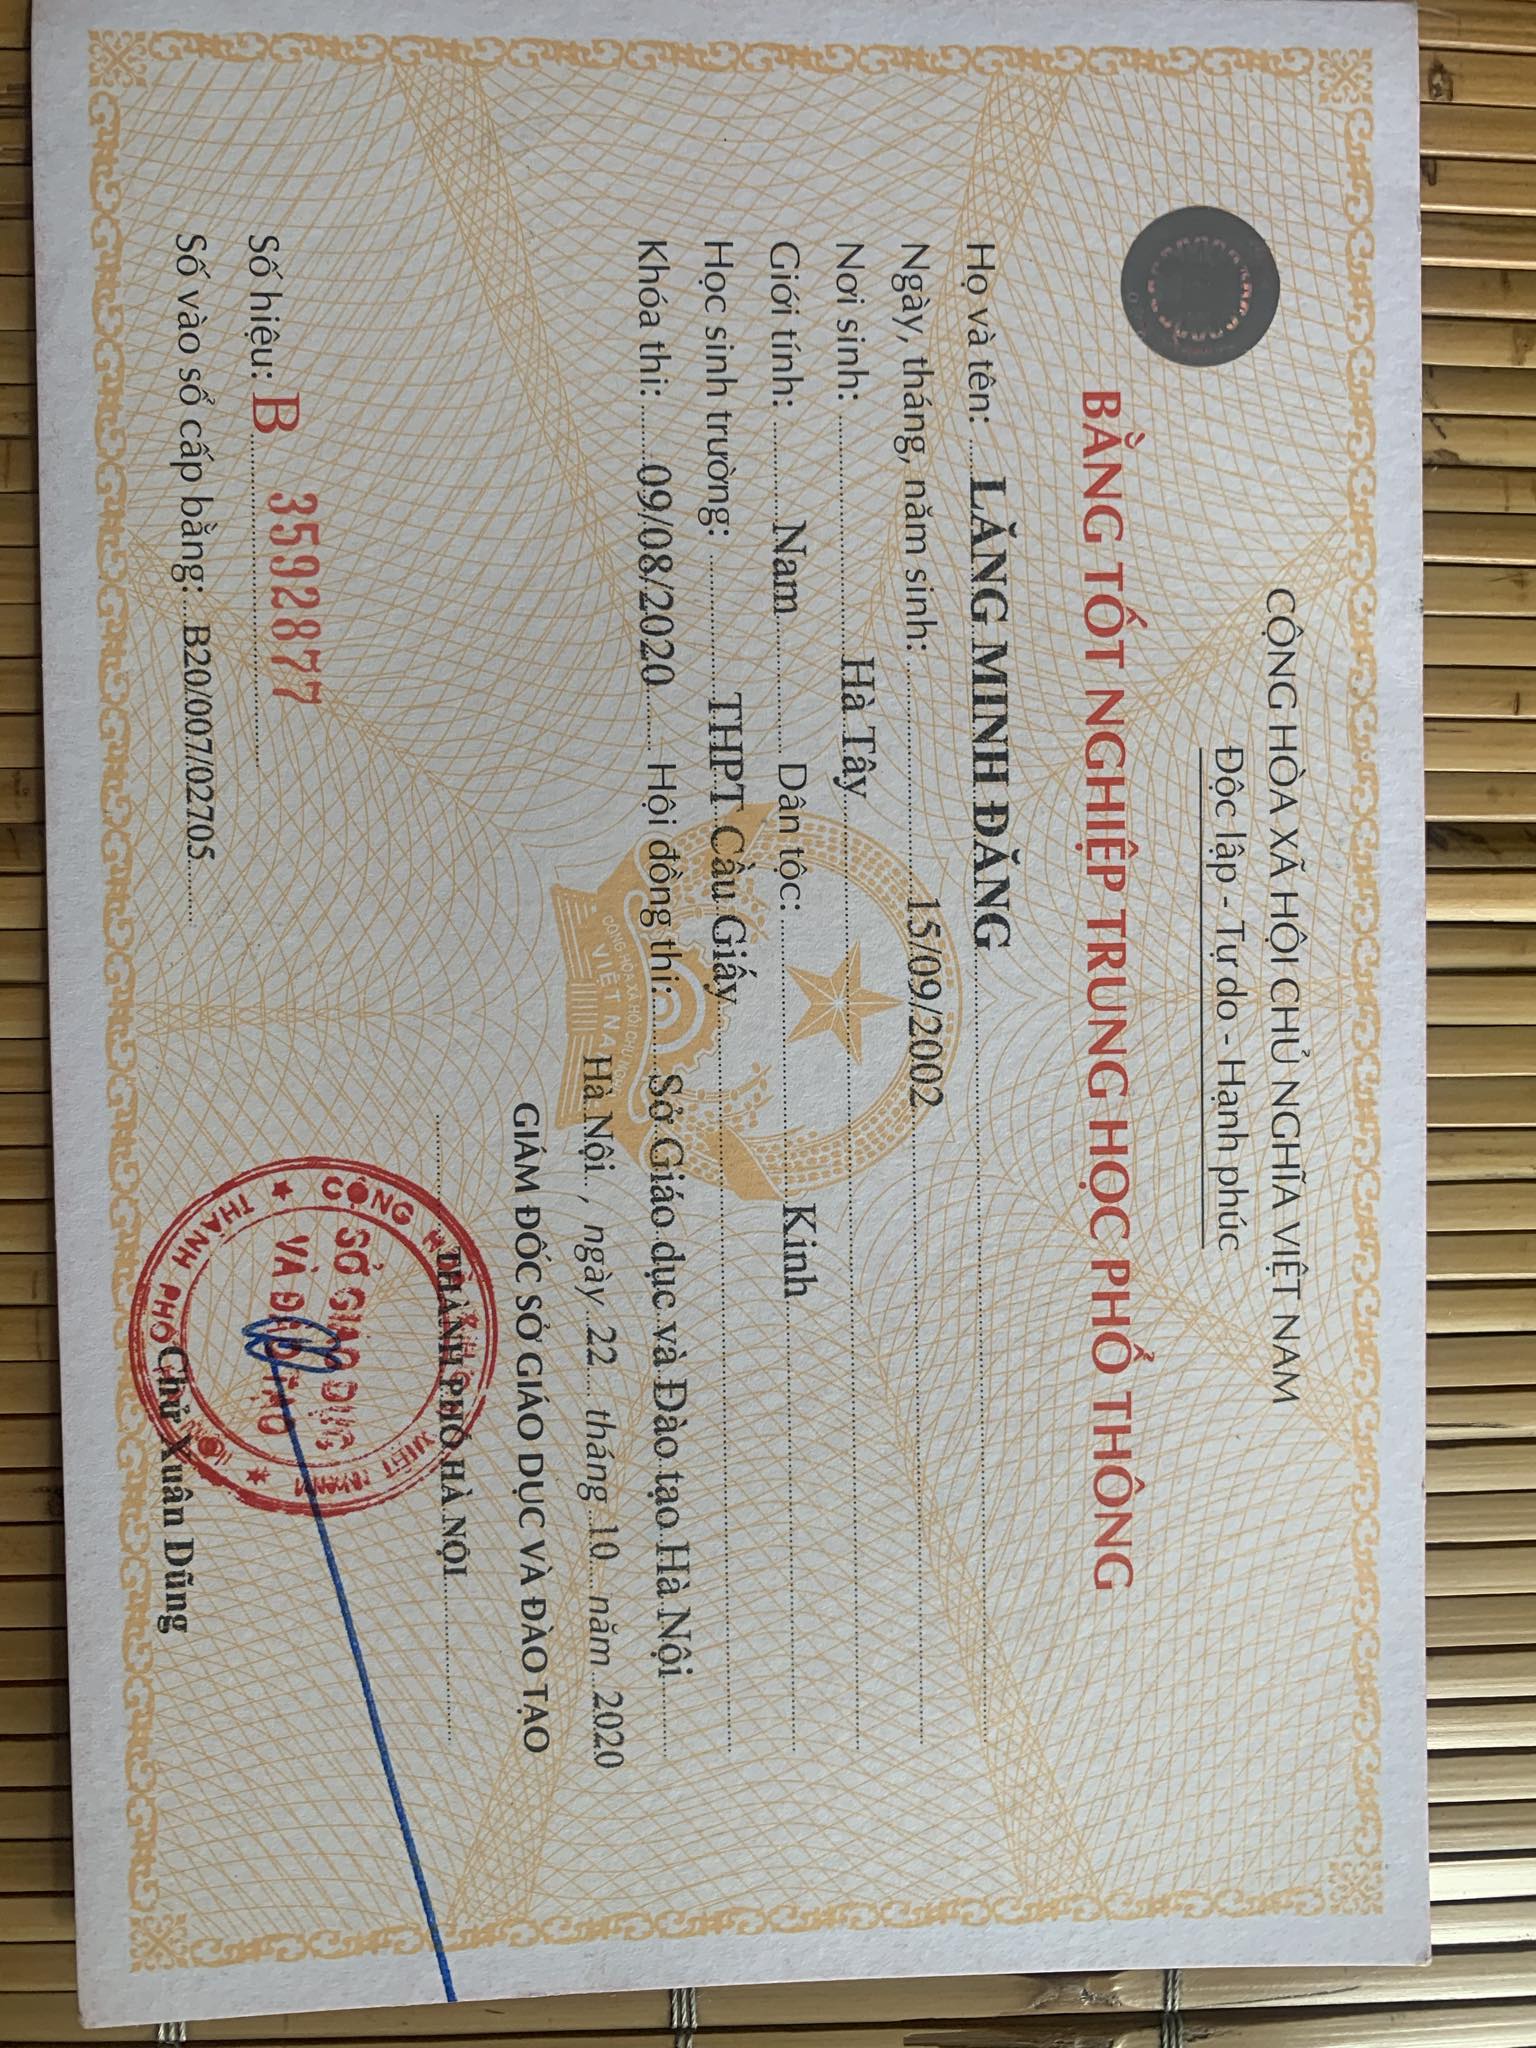 CỘNG HÒA XÃ HỘI CHỦ NGHĨA VIỆT NAM
Độc lập - Tự do - Hạnh phúc
BẰNG TỐT NGHIỆP TRUNG HỌC PHỔ THÔNG
Họ và tên: LĂNG MINH ĐĂNG
Ngày, tháng, năm sinh: 15/09/2002
Nơi sinh: Hà Tây
Giới tính: Nam Dân tộc: Kinh
Học sinh trường: THPT Cầu Giấy
Khóa thi: 09/08/2020 Hội đồng thi: Sở Giáo dục và Đào tạo Hà Nội
Hà Nội, ngày 22 tháng 10 năm 2020
GIÁM ĐỐC SỞ GIÁO DỤC VÀ ĐÀO TẠO
THÀNH PHỐ HÀ NỘI
SỞ GIÁO DỤC
VÀ ĐÀO TẠO
Số hiệu: B 3592877
Số vào sổ cấp bằng: B20/007/02705
Chử Xuân Dũng
CỘNG HÒA XÃ HỘI CHỦ NGHĨA
VIỆT NAM